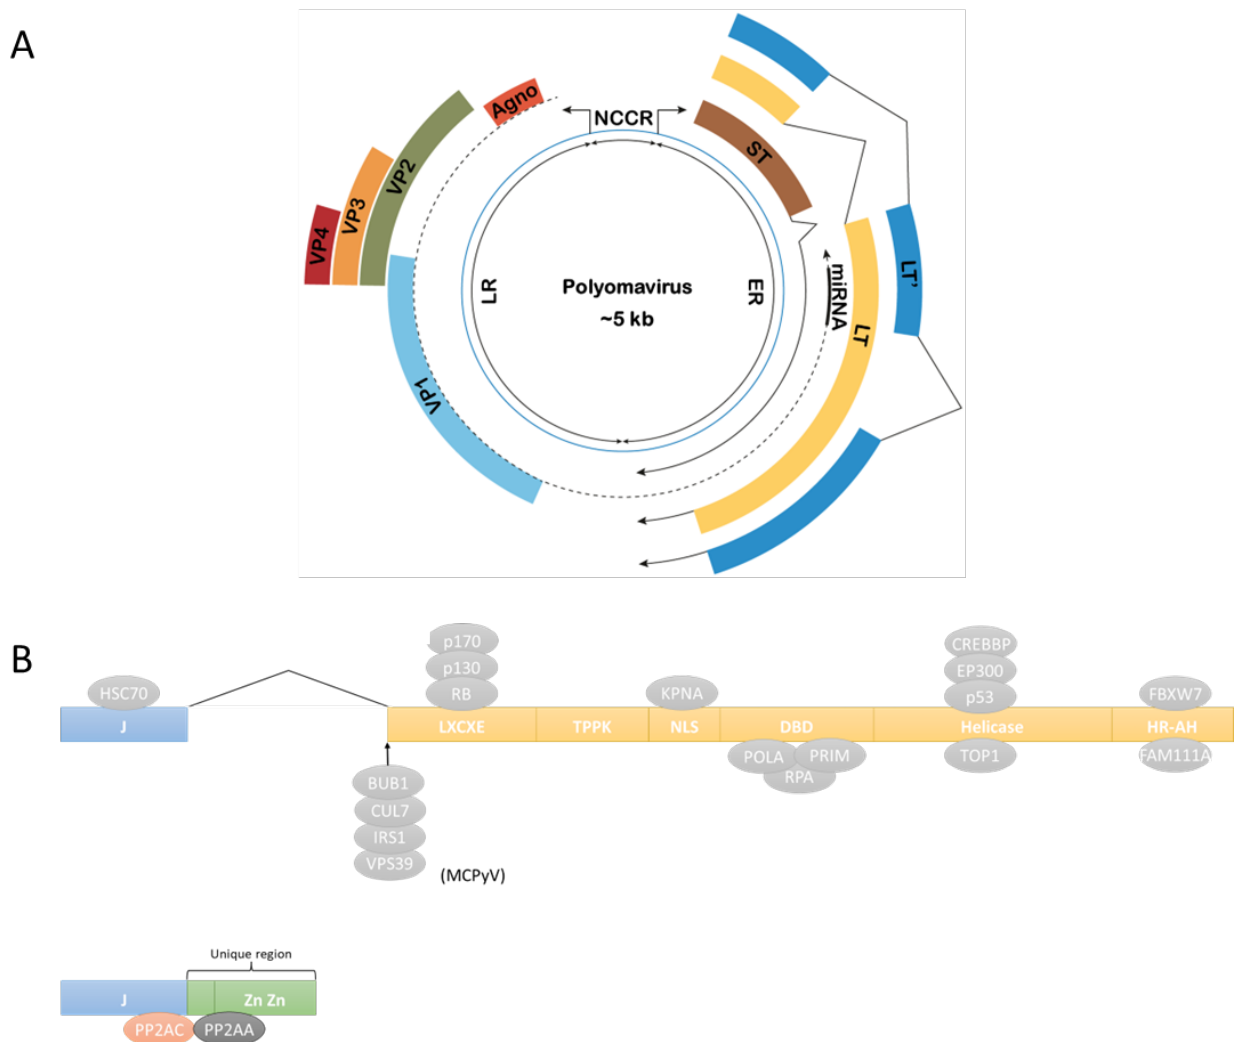 A
Agno
NCCR
ST
VP2
VP3
VP4
LR
Polyomavirus
~5 kb
ER
miRNA
LT
LT'
VP1
B
p170
p130
RB
HSC70
KPNA
CREBBP
EP300
p53
FBXW7
J
LXCXE
TPPK
NLS
DBD
Helicase
HR-AH
POLA
PRIM
RPA
TOP1
FAM111A
BUB1
CUL7
IRS1
VPS39
(MCPyV)
Unique region
J
Zn Zn
PP2AC
PP2AA